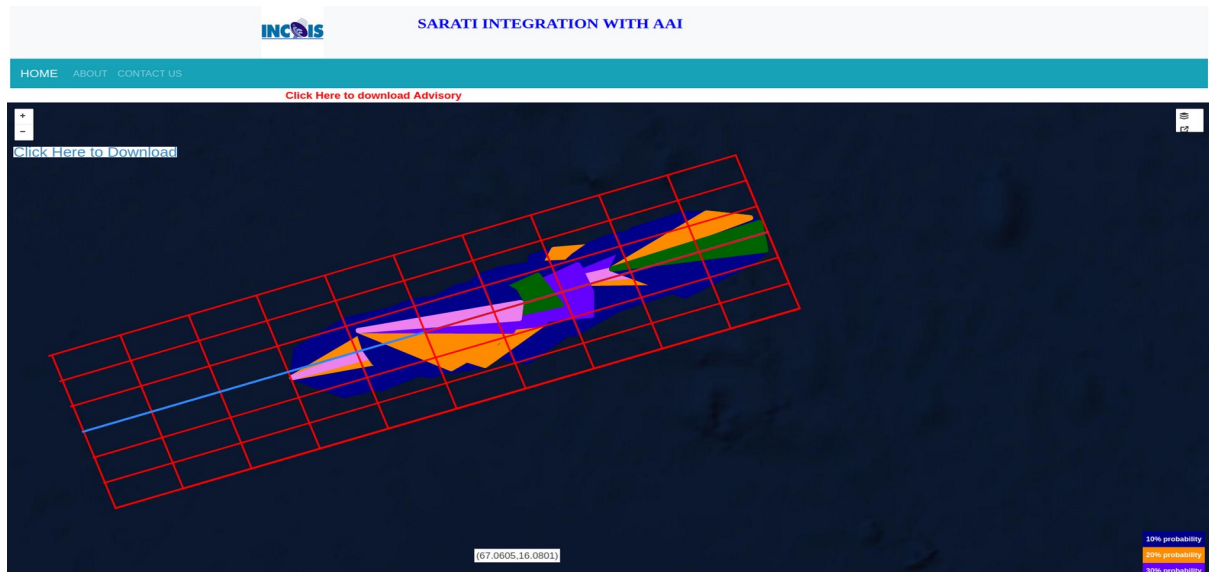 INCOIS
SARATI INTEGRATION WITH AAI
HOME ABOUT CONTACT US
Click Here to download Advisory
+
−
Click Here to Download
(67.0605,16.0801)
10% probability
20% probability
30% probability